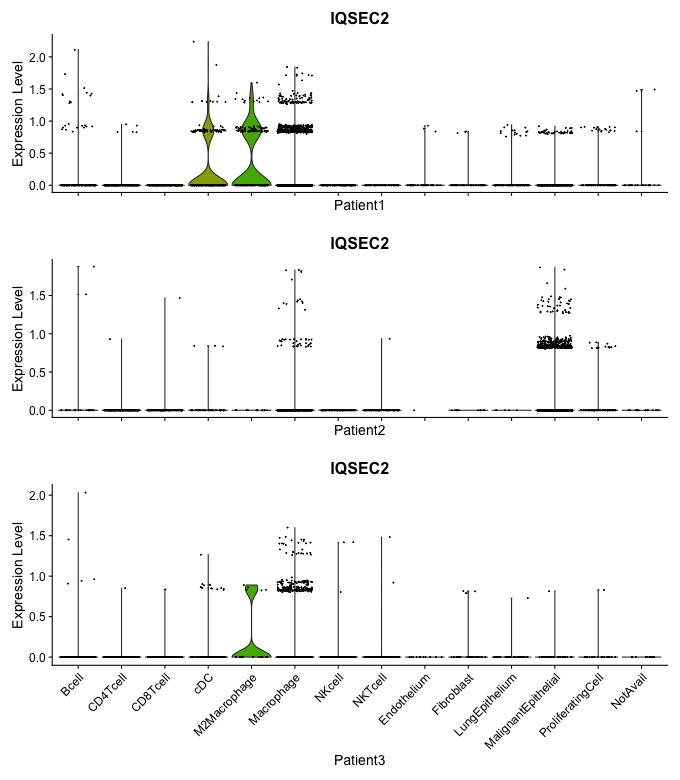 IQSEC2
Expression Level
2.0
1.5
1.0
0.5
0.0
Patient1
IQSEC2
Expression Level
1.5
1.0
0.5
0.0
Patient2
IQSEC2
Expression Level
2.0
1.5
1.0
0.5
0.0
Bcell
CD4Tcell
CD8Tcell
cDC
M2Macrophage
Macrophage
NKcell
NKTcell
Endothelium
Fibroblast
LungEpithelium
MalignantEpithelial
ProliferatingCell
NotAvail
Patient3